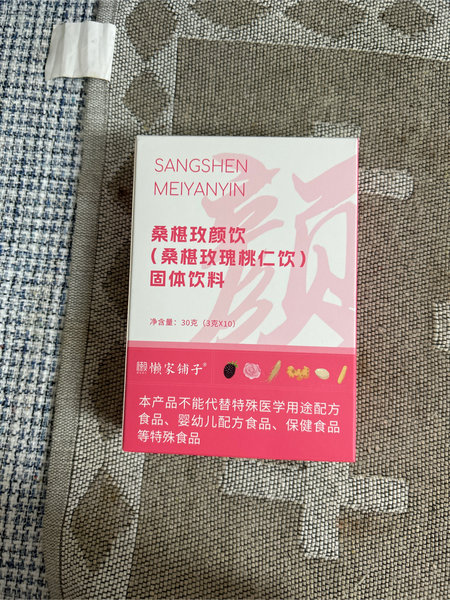 SANGSHEN
MEIYANYIN
颜
桑椹玫颜饮
（桑椹玫瑰桃仁饮）
固体饮料
净含量：30克（3克X10）
懒家铺子®
本产品不能代替特殊医学用途配方
食品、婴幼儿配方食品、保健食品
等特殊食品